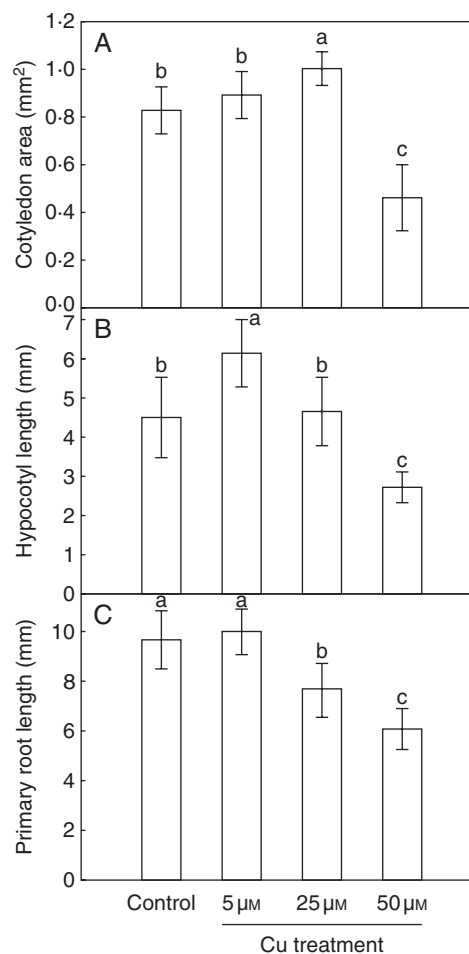 A
Cotyledon area (mm²)
1·2
1·0
0·8
0·6
0·4
0·2
0·0
b
b
a
c
B
Hypocotyl length (mm)
7
6
5
4
3
2
1
0
b
a
b
c
C
Primary root length (mm)
10
8
6
4
2
0
a
a
b
c
Control
5 μM
25 μM
50 μM
Cu treatment